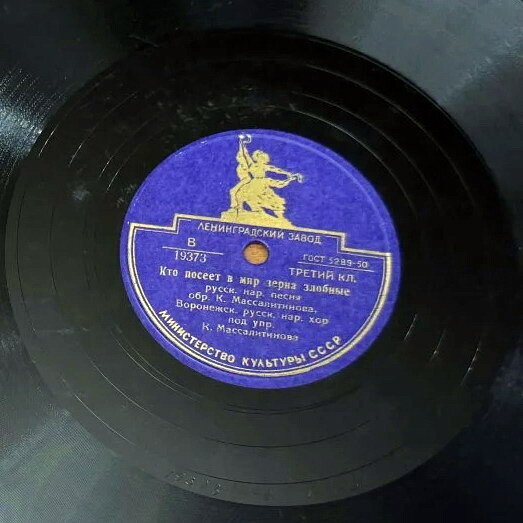 ЛЕНИНГРАДСКИЙ ЗАВОД
В
19373
ГОСТ 5289-50
ТРЕТИЙ КЛ.
Кто посеет в мир зерна злобные
русск. нар. песня
обр. К. Массалитинова.
Воронежск. русск. нар. хор
под упр.
К. Массалитинова
МИНИСТЕРСТВО КУЛЬТУРЫ СССР